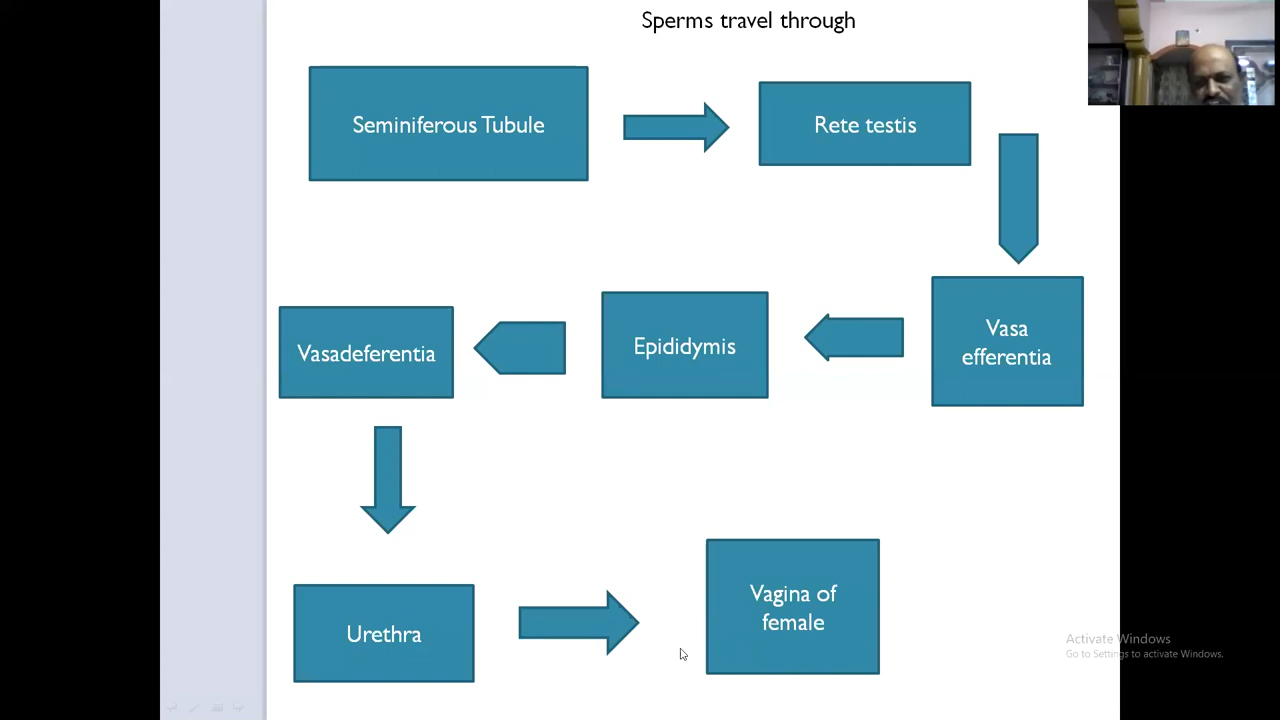 Sperms travel through
Seminiferous Tubule
Rete testis
Vasa
efferentia
Epididymis
Vasadeferentia
Urethra
Vagina of
female
Activate Windows
Go to Settings to activate Windows.